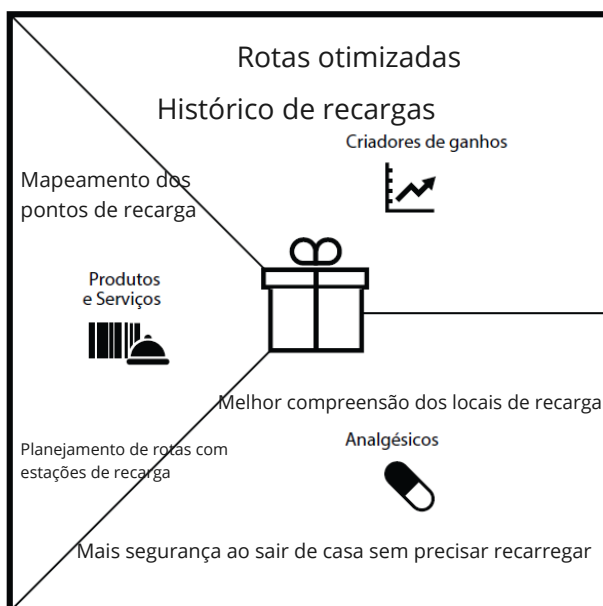 Rotas otimizadas
Histórico de recargas
Criadores de ganhos
Mapeamento dos
pontos de recarga
Produtos
e Serviços
Melhor compreensão dos locais de recarga
Analgésicos
Planejamento de rotas com
estações de recarga
Mais segurança ao sair de casa sem precisar recarregar